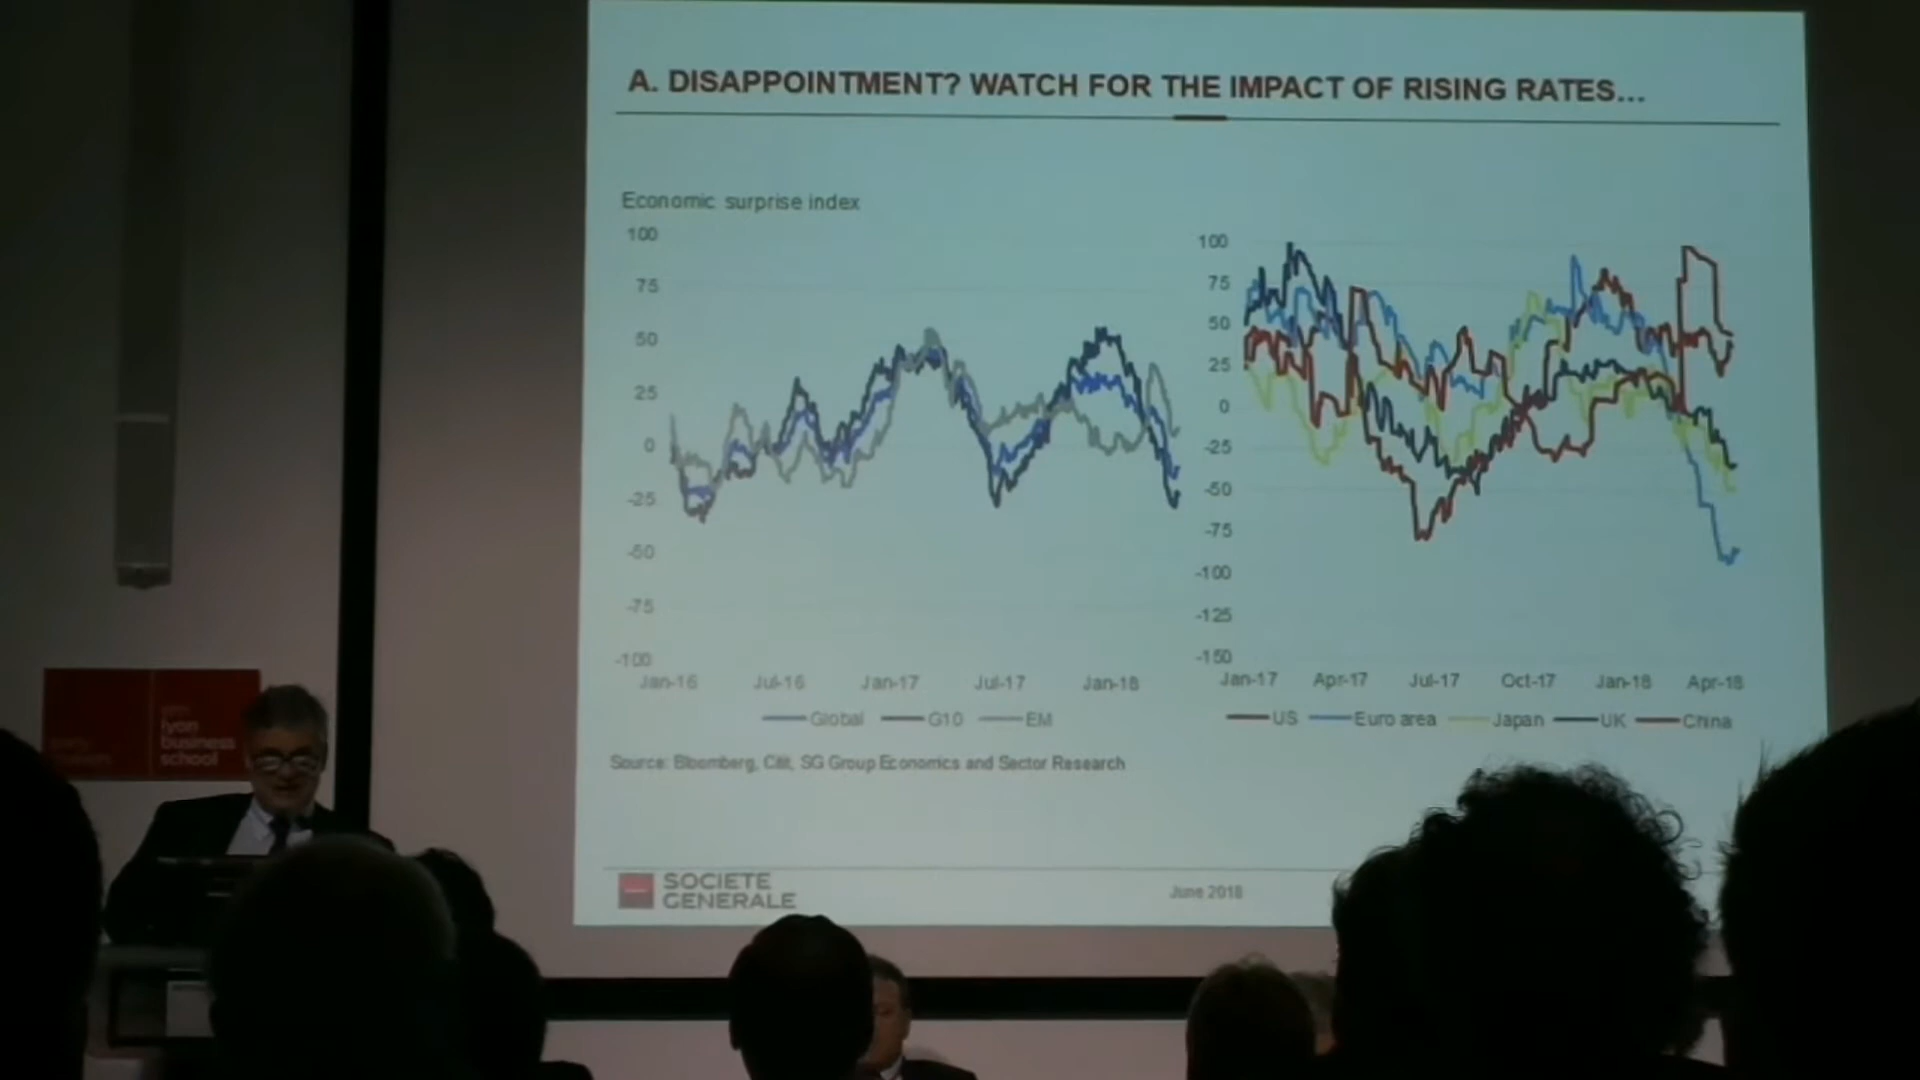 A. DISAPPOINTMENT? WATCH FOR THE IMPACT OF RISING RATES...
Economic surprise index
100
75
50
25
0
-25
-50
-75
-100
Jan-16 Jul-16 Jan-17 Jul-17 Jan-18
Global G10 EM
100
75
50
25
0
-25
-50
-75
-100
-125
-150
Jan-17 Apr-17 Jul-17 Oct-17 Jan-18 Apr-18
US Euro area Japan UK China
Source: Bloomberg, Citi, SG Group Economics and Sector Research
SOCIETE
GENERALE
June 2018
lyon
business
school